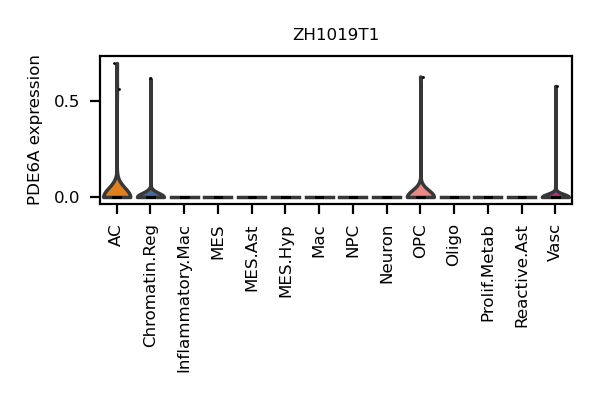 ZH1019T1
PDE6A expression
0.5
0.0
AC
Chromatin.Reg
Inflammatory.Mac
MES
MES.Ast
MES.Hyp
Mac
NPC
Neuron
OPC
Oligo
Prolif.Metab
Reactive.Ast
Vasc